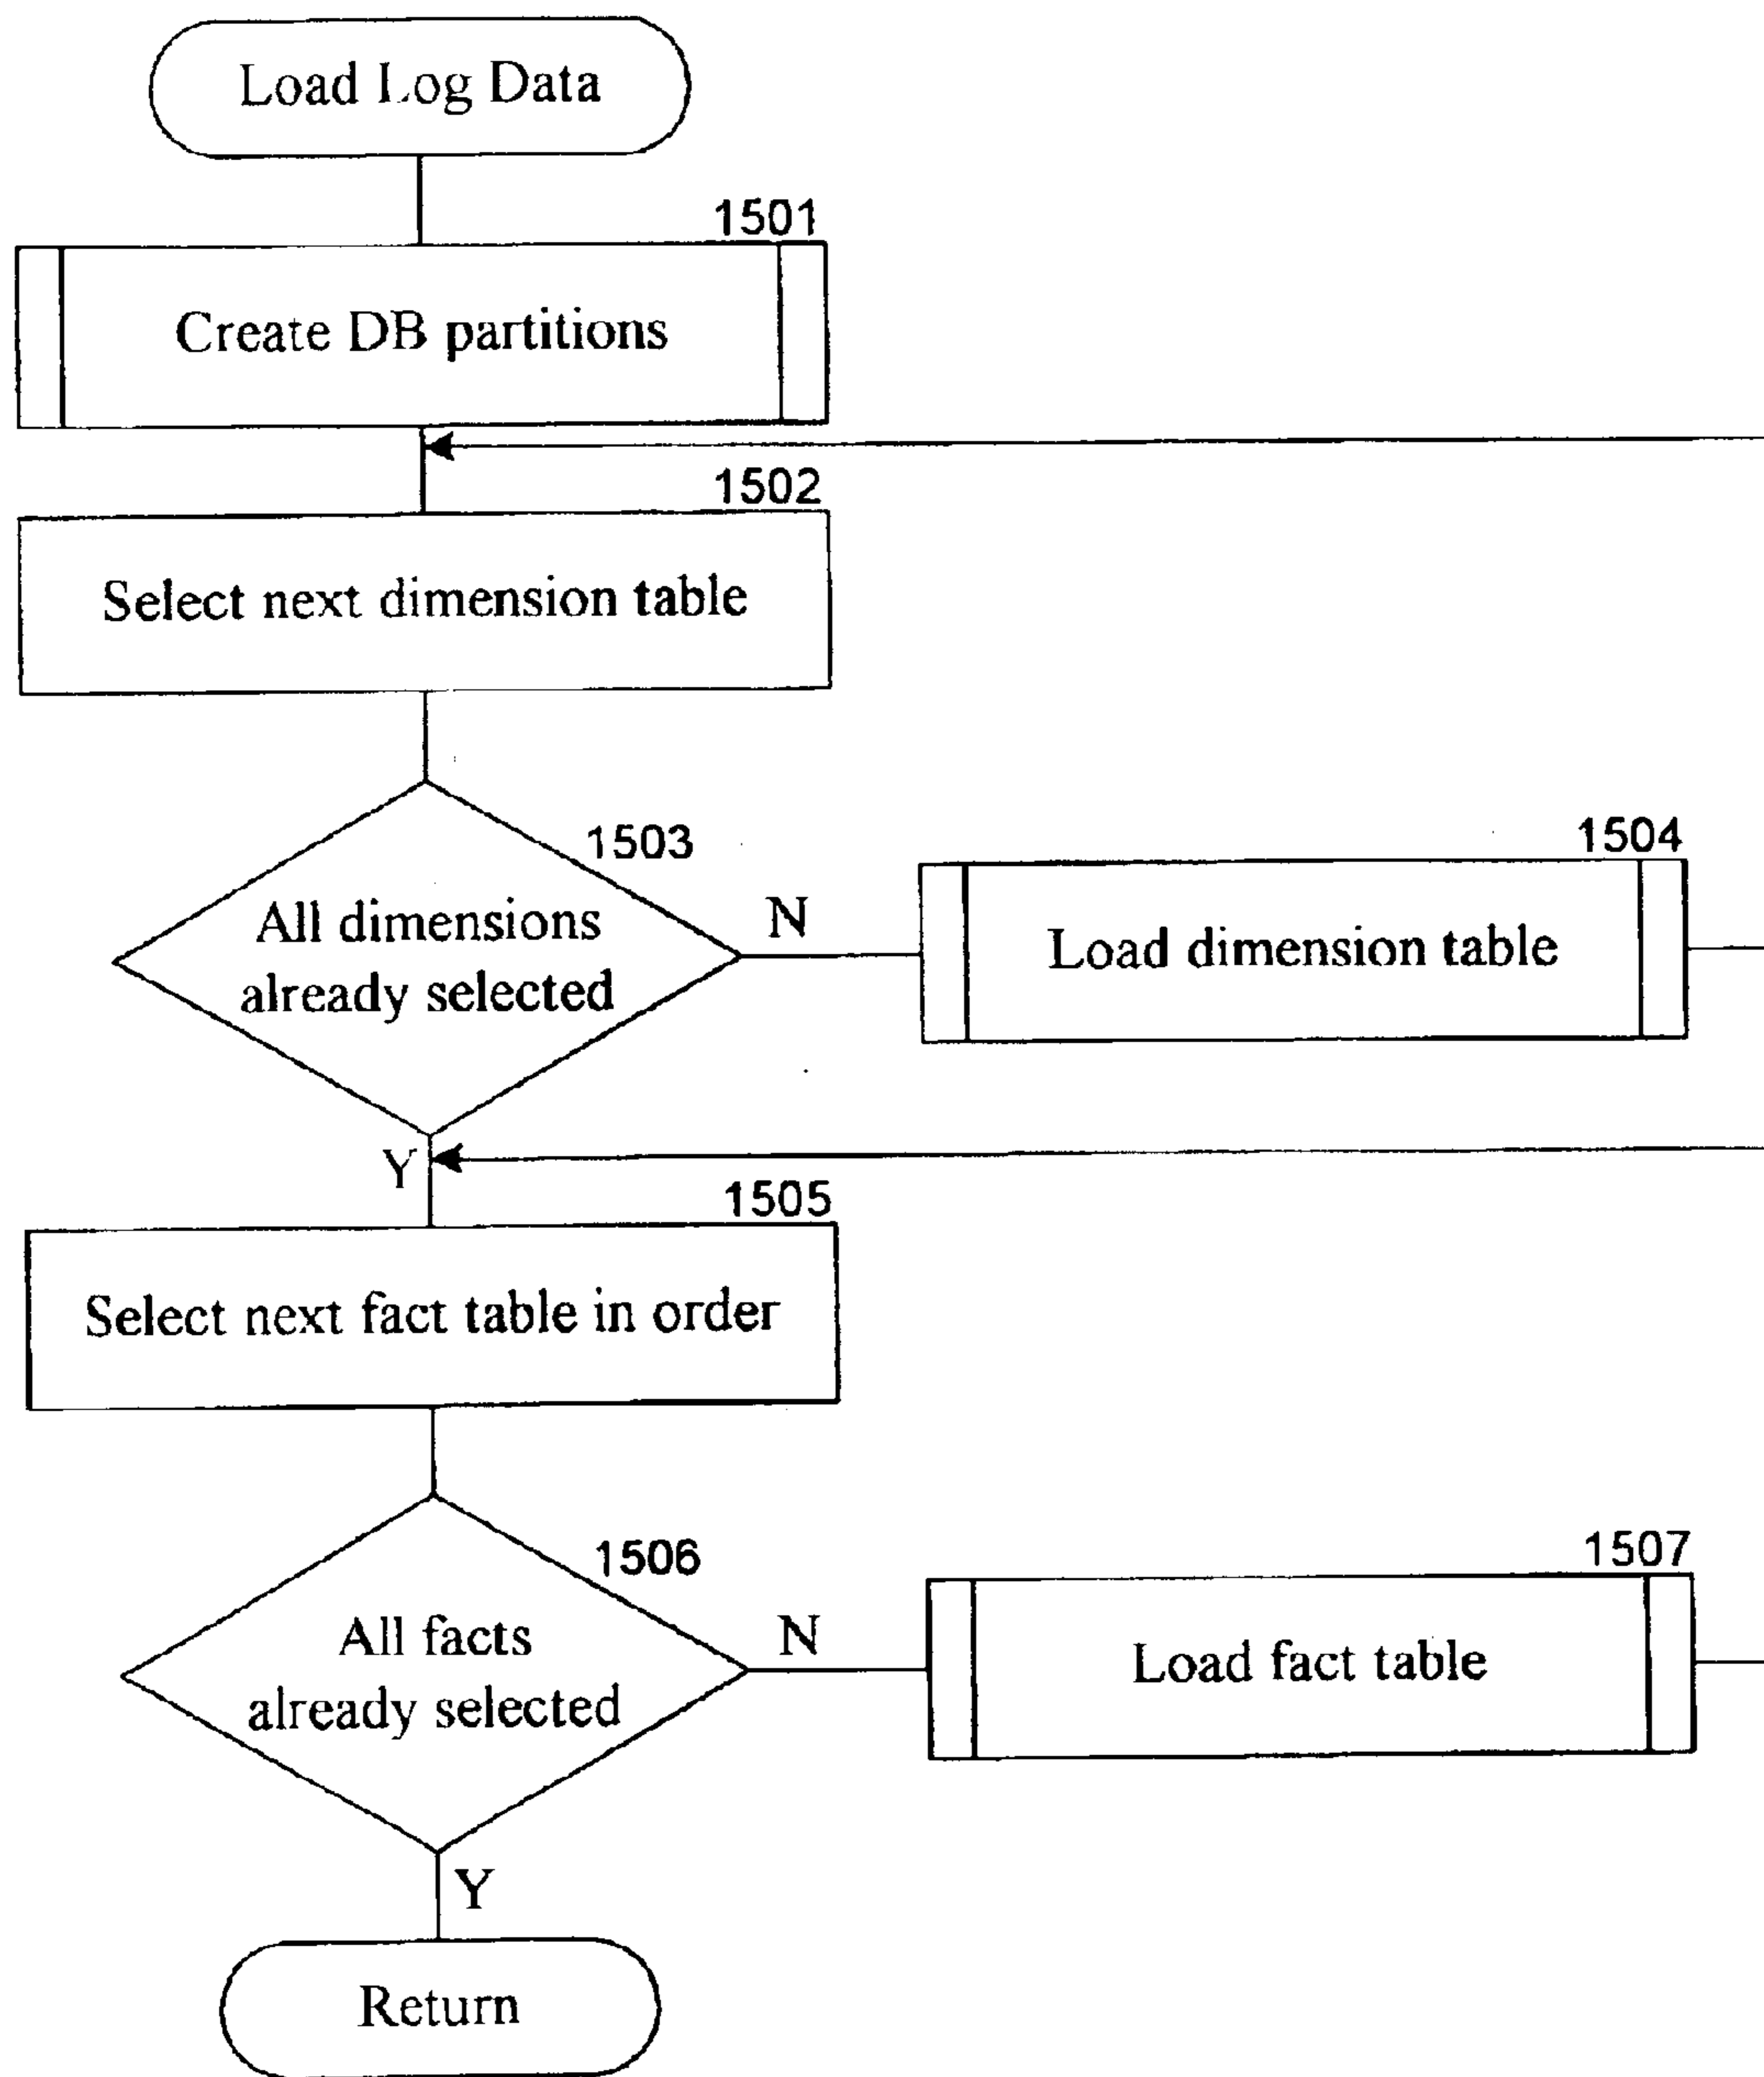 Load Log Data
1501
Create DB partitions
1502
Select next dimension table
1503
All dimensions
already selected
N
1504
Load dimension table
Y
1505
Select next fact table in order
1506
All facts
already selected
N
1507
Load fact table
Y
Return